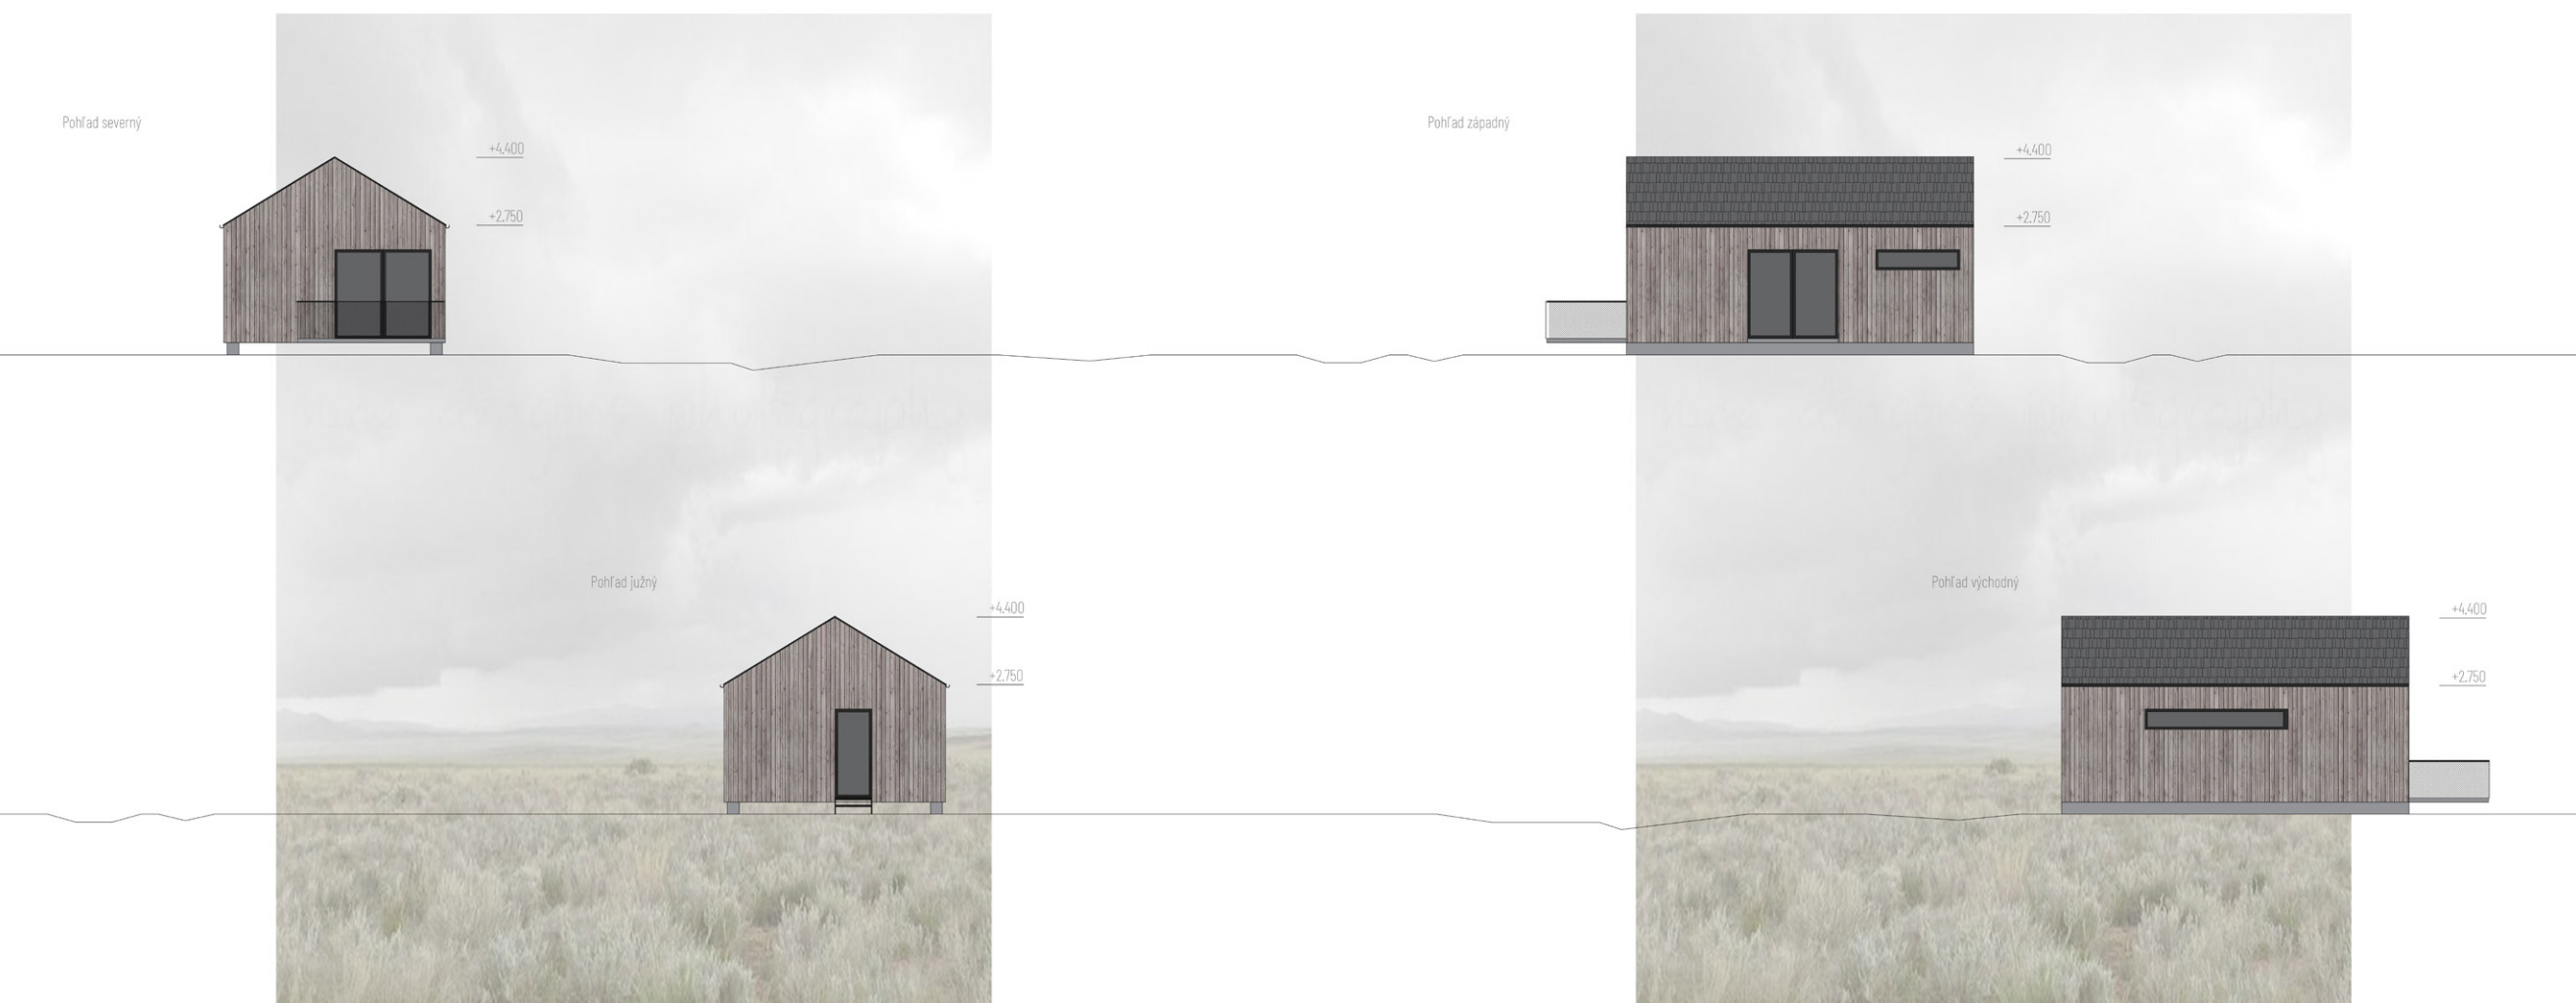 Pohľad severný
+4.400
+2.750
Pohľad západný
+4.400
+2.750
Pohľad južný
+4.400
+2.750
Pohľad východný
+4.400
+2.750